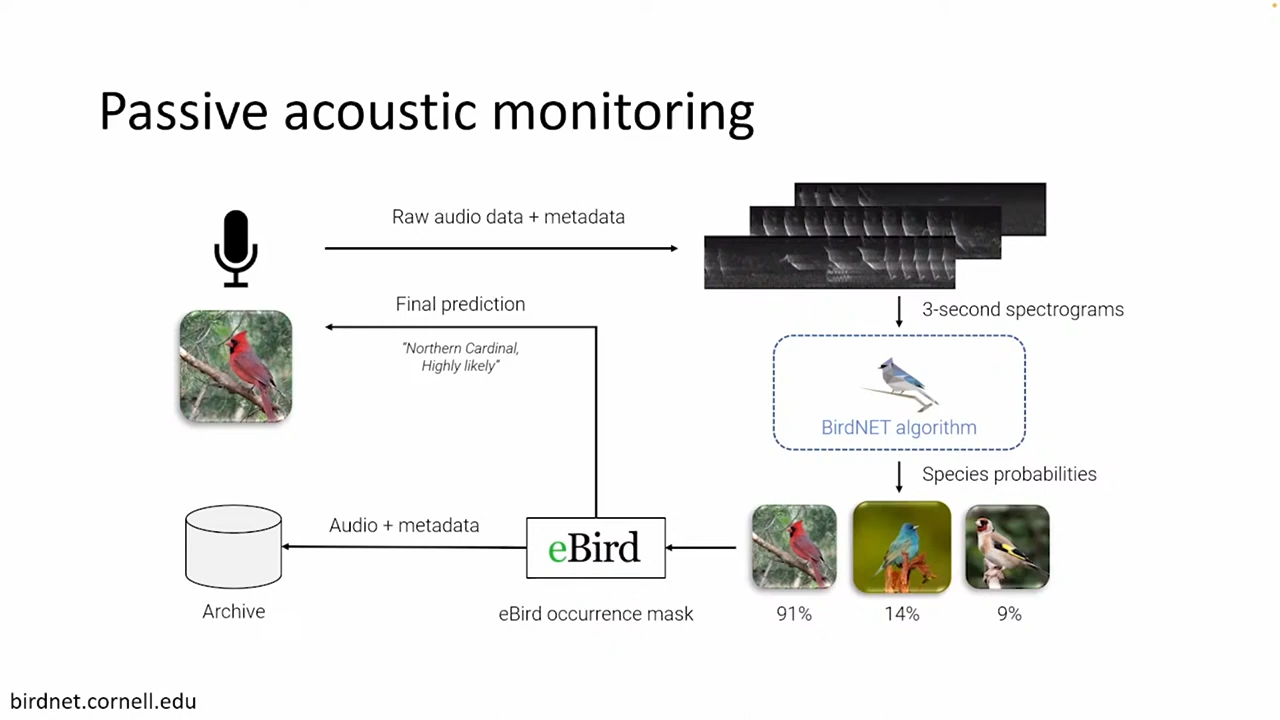 Passive acoustic monitoring
Raw audio data + metadata
3-second spectrograms
Final prediction
"Northern Cardinal,
Highly likely"
BirdNET algorithm
Species probabilities
Audio + metadata
eBird
Archive
eBird occurrence mask
91%
14%
9%
birdnet.cornell.edu